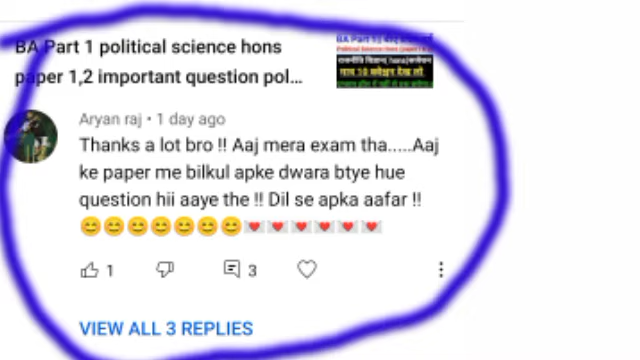 BA Part 1 political science hons
paper 1,2 important question pol...
Aryan raj • 1 day ago
Thanks a lot bro !! Aaj mera exam tha.....Aaj
ke paper me bilkul apke dwara btye hue
question hii aaye the !! Dil se apka aafar !!
😊😊😊😊😊😊😊💌💌💌💌💌💌
1
3
VIEW ALL 3 REPLIES